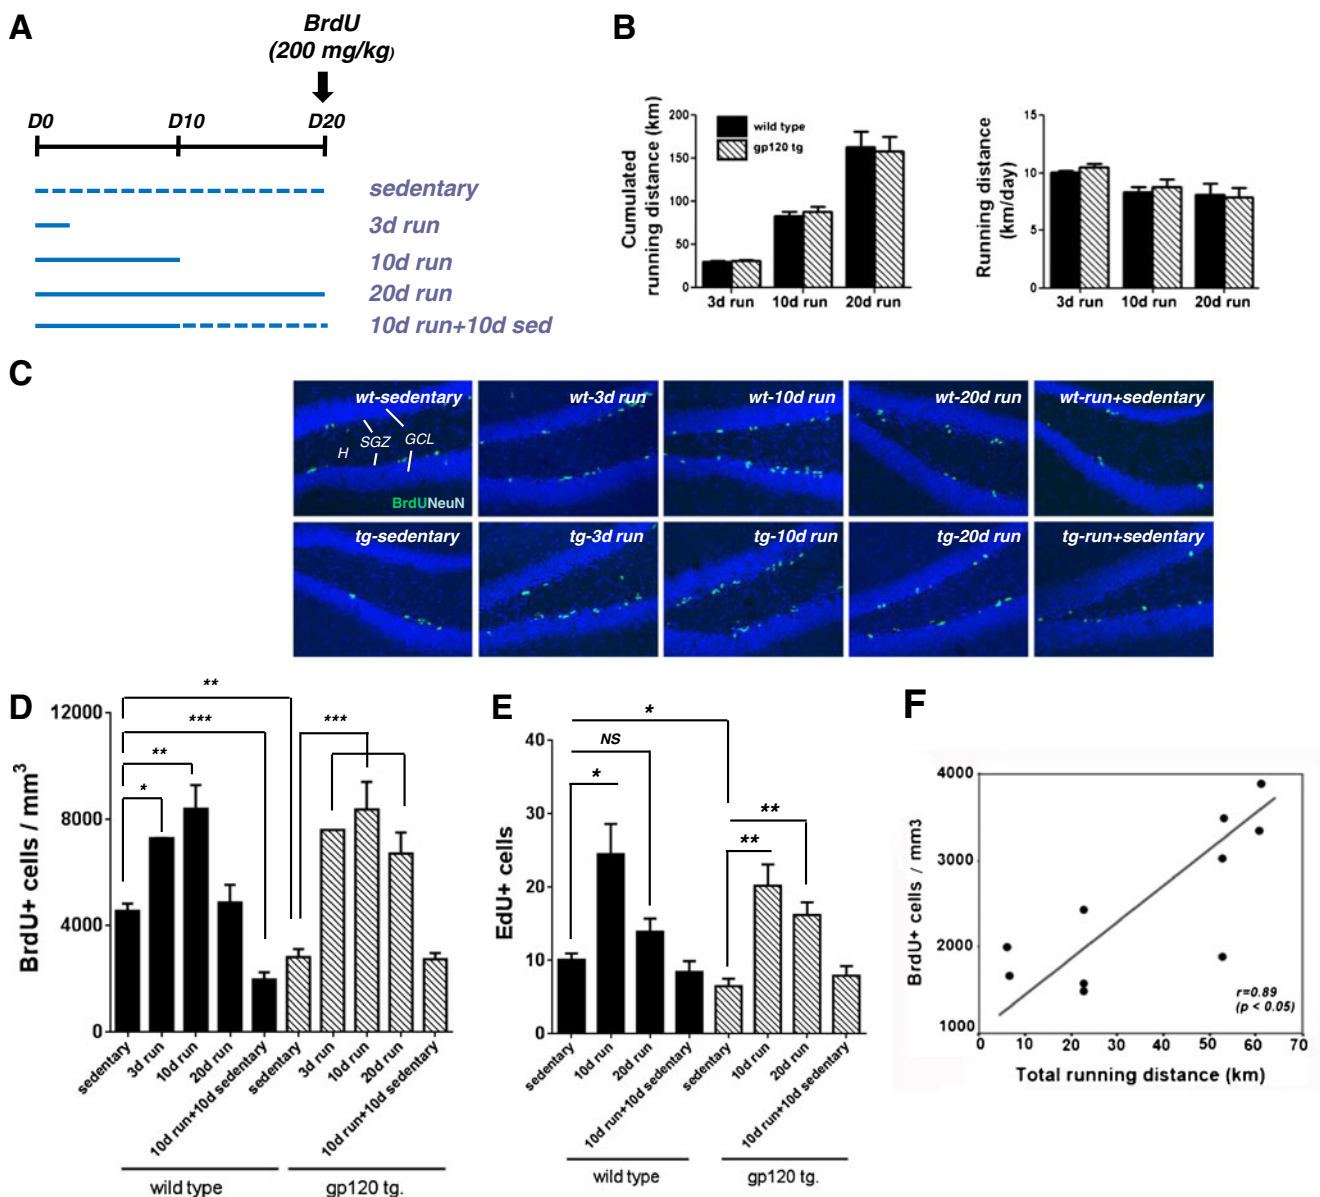 A
BrdU
(200 mg/kg)
D0 D10 D20
sedentary
3d run
10d run
20d run
10d run+10d sed
B
Cumulated
running distance (km)
200
150
100
50
0
wild type
gp120 tg
3d run 10d run 20d run
Running distance
(km/day)
15
10
5
0
3d run 10d run 20d run
C
wt-sedentary
H SGZ GCL
BrdUNeuN
wt-3d run
wt-10d run
wt-20d run
wt-run+sedentary
tg-sedentary
tg-3d run
tg-10d run
tg-20d run
tg-run+sedentary
D
BrdU+ cells / mm3
12000
8000
4000
0
**
***
**
*
***
sedentary
3d run
10d run
20d run
10d run+10d sedentary
sedentary
3d run
10d run
20d run
10d run+10d sedentary
wild type
gp120 tg.
E
EdU+ cells
40
30
20
10
0
*
NS
*
**
**
sedentary
10d run
20d run
10d run+10d sedentary
sedentary
10d run
20d run
10d run+10d sedentary
wild type
gp120 tg.
F
BrdU+ cells / mm3
4000
3000
2000
1000
r=0.89
(p < 0.05)
0 10 20 30 40 50 60 70
Total running distance (km)